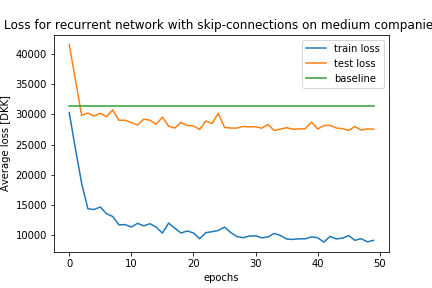 Loss for recurrent network with skip-connections on medium companie
train loss
test loss
baseline
Average loss [DKK]
40000
35000
30000
25000
20000
15000
10000
0 10 20 30 40 50
epochs